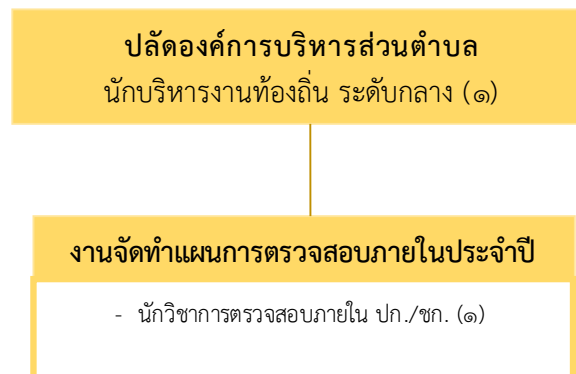 ปลัดองค์การบริหารส่วนตำบล
นักบริหารงานท้องถิ่น ระดับกลาง (๑)
งานจัดทำแผนการตรวจสอบภายในประจำปี
- นักวิชาการตรวจสอบภายใน ปก./ชก. (๑)